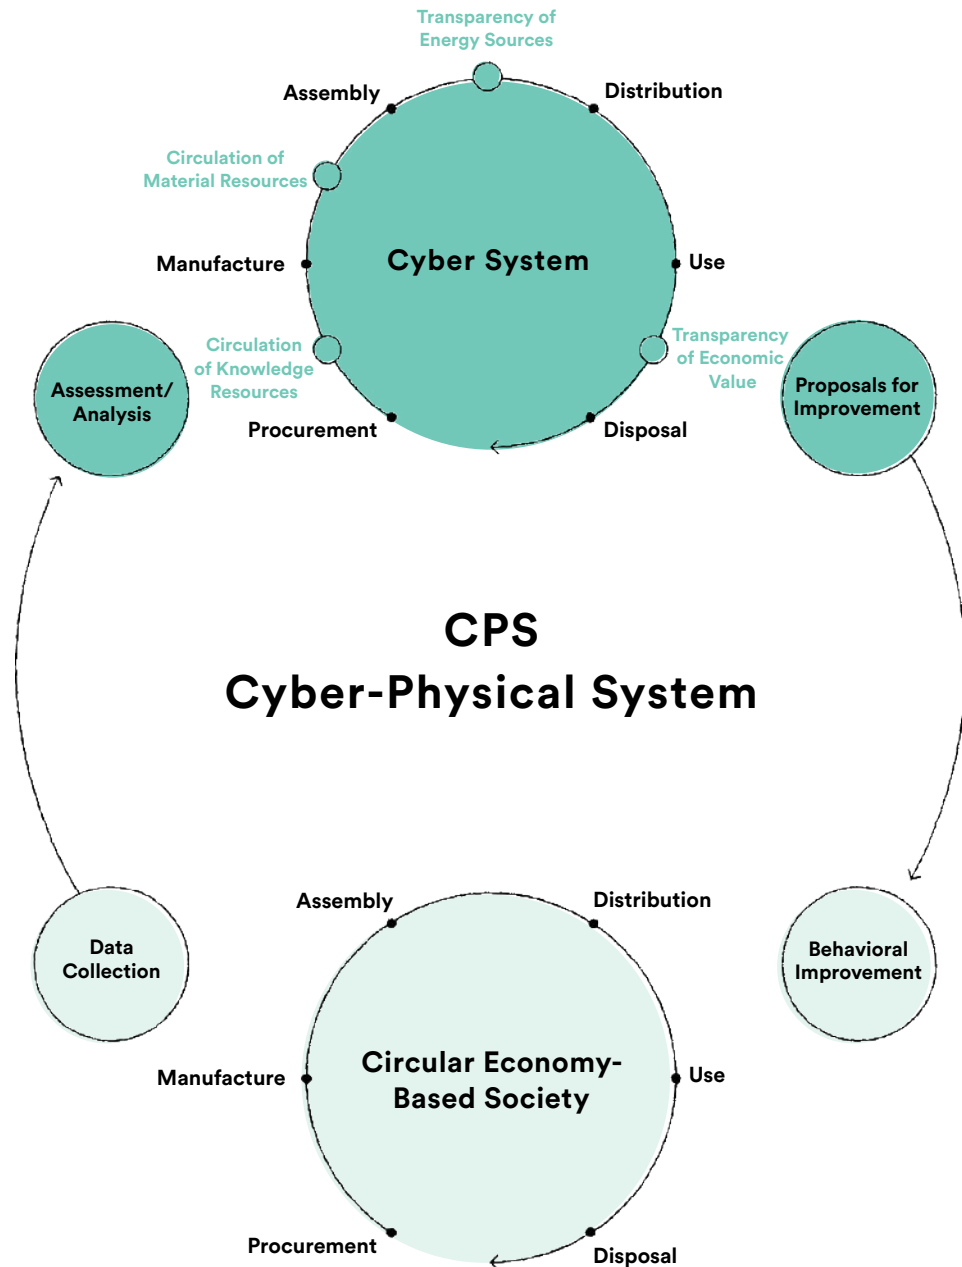 Transparency of
Energy Sources
Assembly
Distribution
Circulation of
Material Resources
Manufacture
Cyber System
Use
Circulation
of Knowledge
Resources
Transparency
of Economic
Value
Assessment/
Analysis
Proposals for
Improvement
Procurement
Disposal
CPS
Cyber-Physical System
Assembly
Distribution
Data
Collection
Behavioral
Improvement
Manufacture
Circular Economy-
Based Society
Use
Procurement
Disposal